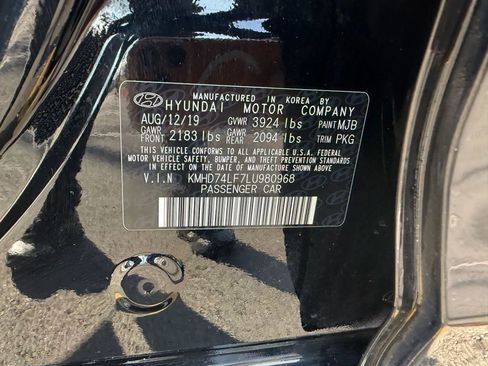 MANUFACTURED IN KOREA BY
HYUNDAI MOTOR COMPANY
AUG/12/19 GVWR 3924 lbs PAINT MJB
GAWR FRONT 2183 lbs GAWR REAR 2094 lbs TRIM PKG
THIS VEHICLE CONFORMS TO ALL APPLICABLE U.S. FEDERAL MOTOR
VEHICLE SAFETY, BUMPER, AND THEFT PREVENTION STANDARDS
IN EFFECT ON THE DATE OF MANUFACTURE SHOWN ABOVE.
V.I.N KMHD74LF7LU980968
PASSENGER CAR